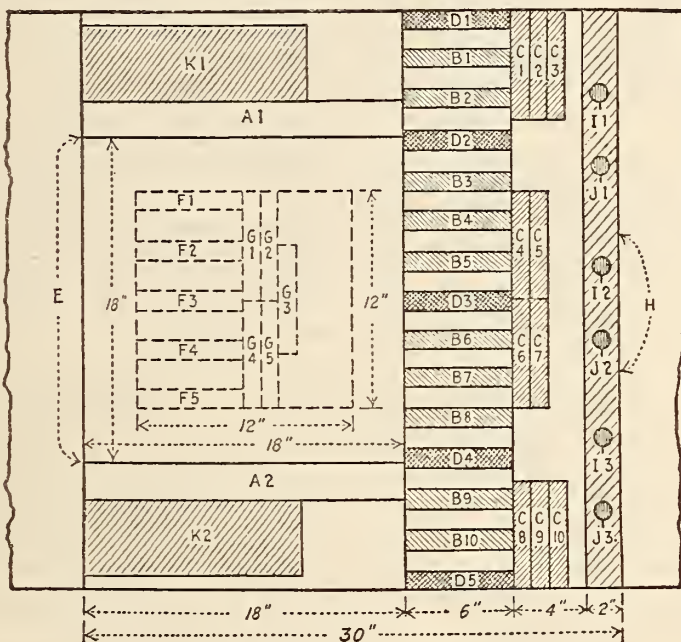 D1
K1
B1
C
1
C
2
C
3
B2
A1
I1
D2
J1
B3
F1
B4
G
1
G
2
C
4
C
5
F2
B5
I2
E
18"
F3
G
3
12"
D3
H
F4
G
4
G
5
B6
C
6
C
7
J2
B7
F5
B8
12"
18"
I3
D4
A2
B9
C
8
C
9
C
10
K2
B10
J3
D5
18"
6"
4"
2"
30"